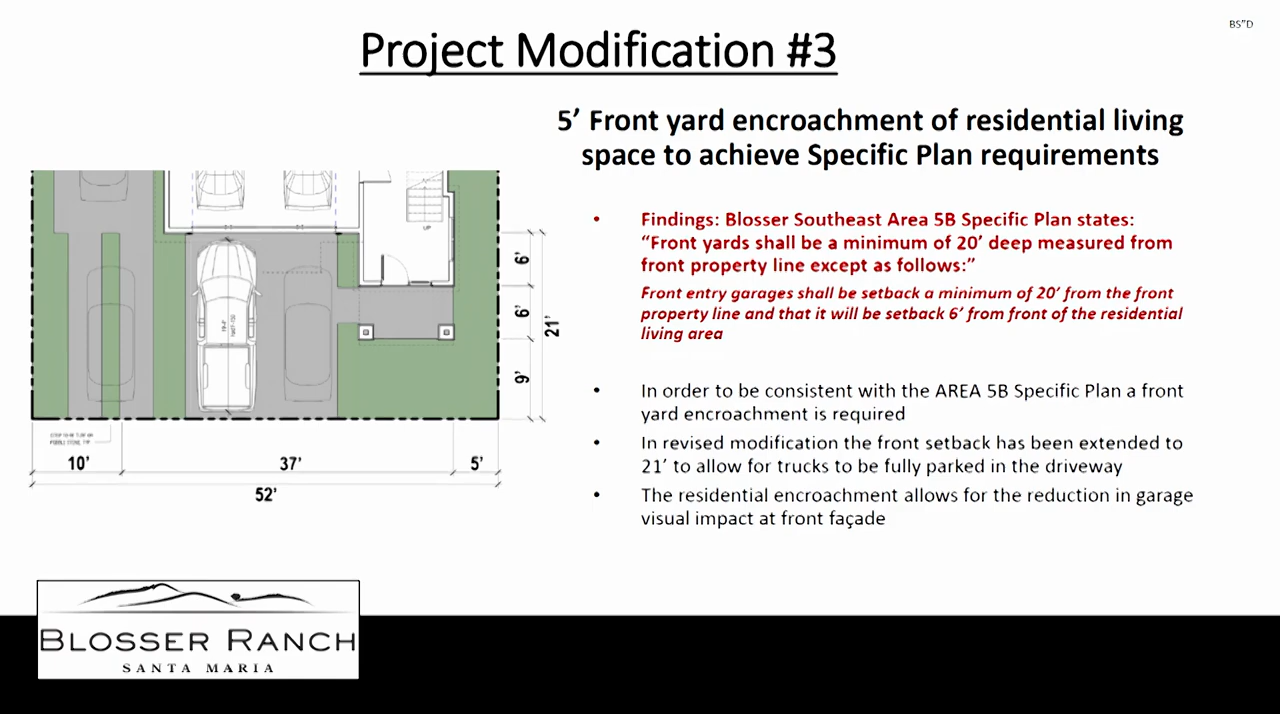 BS"D
Project Modification #3
5’ Front yard encroachment of residential living
space to achieve Specific Plan requirements
• Findings: Blosser Southeast Area 5B Specific Plan states:
“Front yards shall be a minimum of 20’ deep measured from
front property line except as follows:”
Front entry garages shall be setback a minimum of 20’ from the front
property line and that it will be setback 6’ from front of the residential
living area
• In order to be consistent with the AREA 5B Specific Plan a front
yard encroachment is required
• In revised modification the front setback has been extended to
21’ to allow for trucks to be fully parked in the driveway
• The residential encroachment allows for the reduction in garage
visual impact at front façade
UP
6’
6’
21’
9’
10’
37’
5’
52’
BLOSSER RANCH
SANTA MARIA